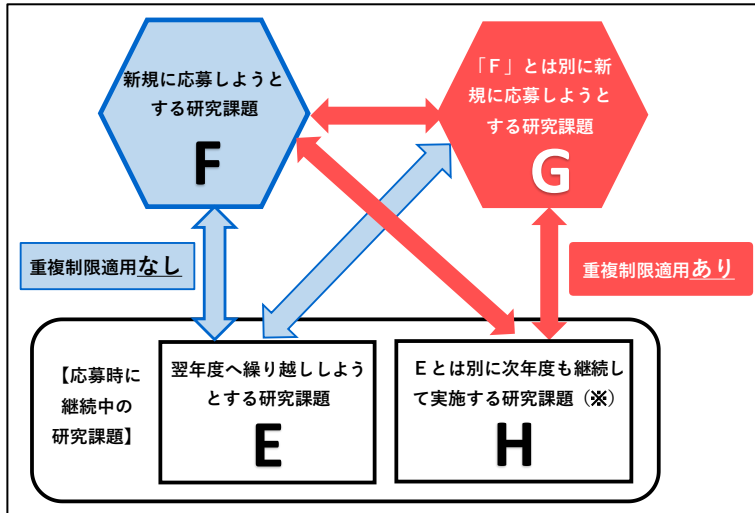 新規に応募しようと
する研究課題
F
「F」とは別に新
規に応募しようと
する研究課題
G
重複制限適用なし
重複制限適用あり
【応募時に
継続中の
研究課題】
翌年度へ繰り越ししよう
とする研究課題
E
Eとは別に次年度も継続し
て実施する研究課題（※）
H